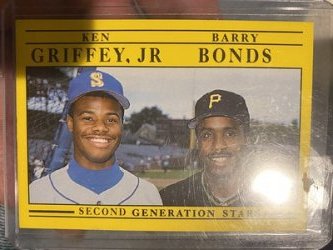 KEN BARRY
GRIFFEY, JR BONDS
S
P
SECOND GENERATION STARS